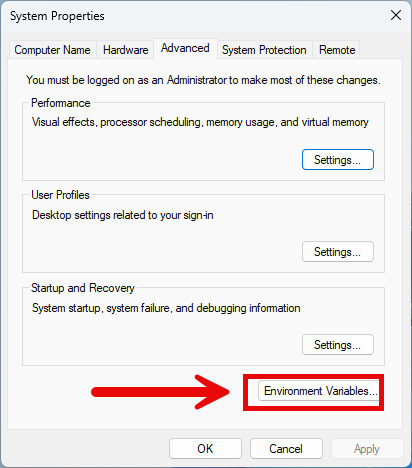 System Properties
Computer Name Hardware Advanced System Protection Remote
You must be logged on as an Administrator to make most of these changes.
Performance
Visual effects, processor scheduling, memory usage, and virtual memory
Settings...
User Profiles
Desktop settings related to your sign-in
Settings...
Startup and Recovery
System startup, system failure, and debugging information
Settings...
Environment Variables...
OK Cancel Apply